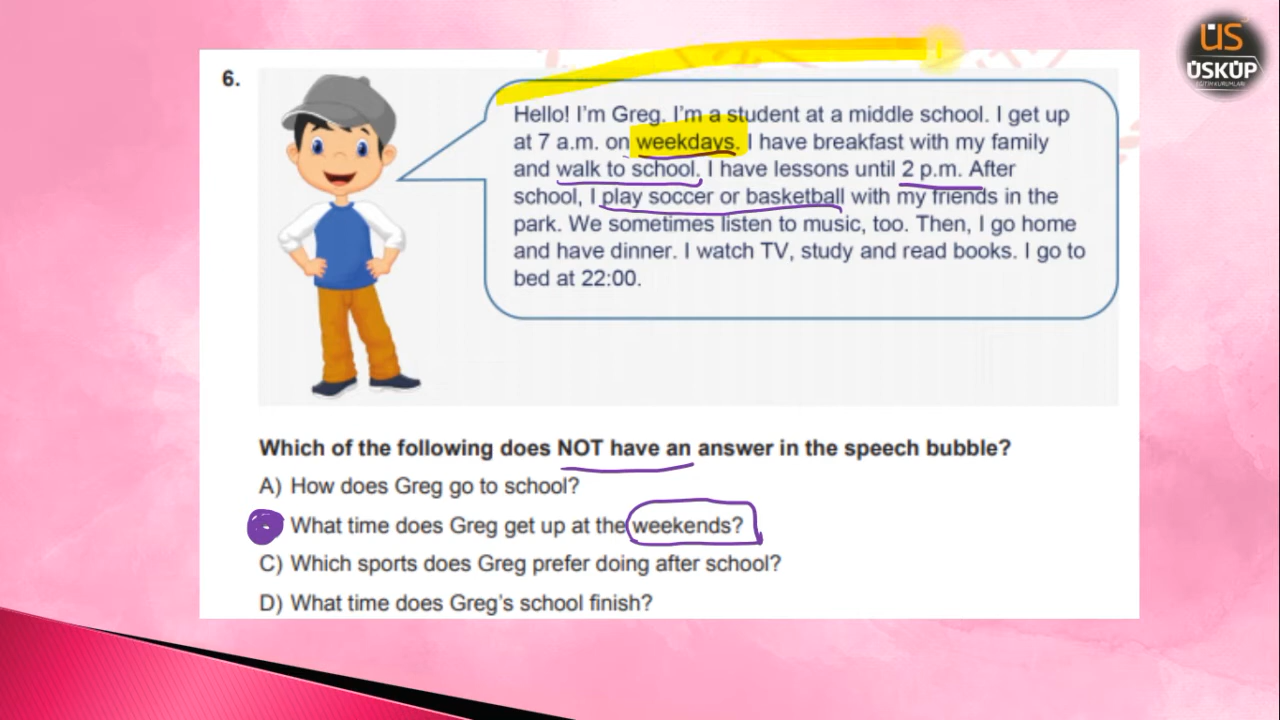 ÜS
ÜSKÜP
EĞİTİM KURUMLARI
6.
Hello! I'm Greg. I'm a student at a middle school. I get up
at 7 a.m. on weekdays. I have breakfast with my family
and walk to school. I have lessons until 2 p.m. After
school, I play soccer or basketball with my friends in the
park. We sometimes listen to music, too. Then, I go home
and have dinner. I watch TV, study and read books. I go to
bed at 22:00.
Which of the following does NOT have an answer in the speech bubble?
A) How does Greg go to school?
What time does Greg get up at the weekends?
C) Which sports does Greg prefer doing after school?
D) What time does Greg's school finish?